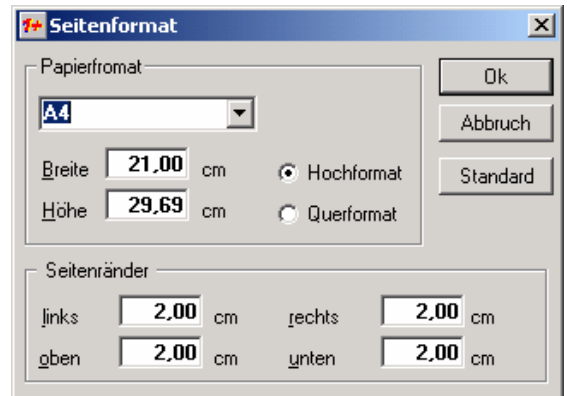 Seitenformat
Papierfromat
Ok
A4
Abbruch
Breite 21,00 cm
Hochformat
Standard
Höhe 29,69 cm
Querformat
Seitenränder
links 2,00 cm rechts 2,00 cm
oben 2,00 cm unten 2,00 cm